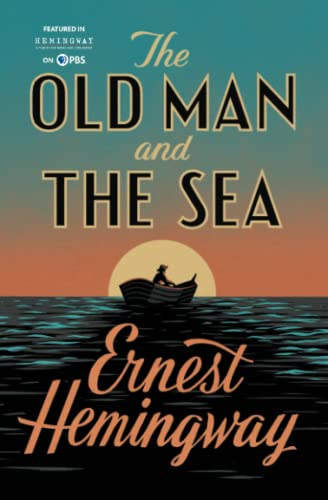 FEATURED IN
HEMINGWAY
ON PBS
The
OLD MAN
and
THE SEA
Ernest
Hemingway